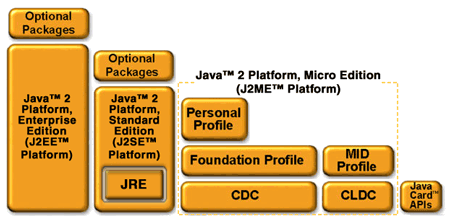 Optional
Packages
Java™ 2
Platform,
Enterprise
Edition
(J2EE™
Platform)
Optional
Packages
Java™ 2
Platform,
Standard
Edition
(J2SE™
Platform)
JRE
Java™ 2 Platform, Micro Edition
(J2ME™ Platform)
Personal
Profile
Foundation Profile
MID
Profile
CDC
CLDC
Java
Card™
APIs